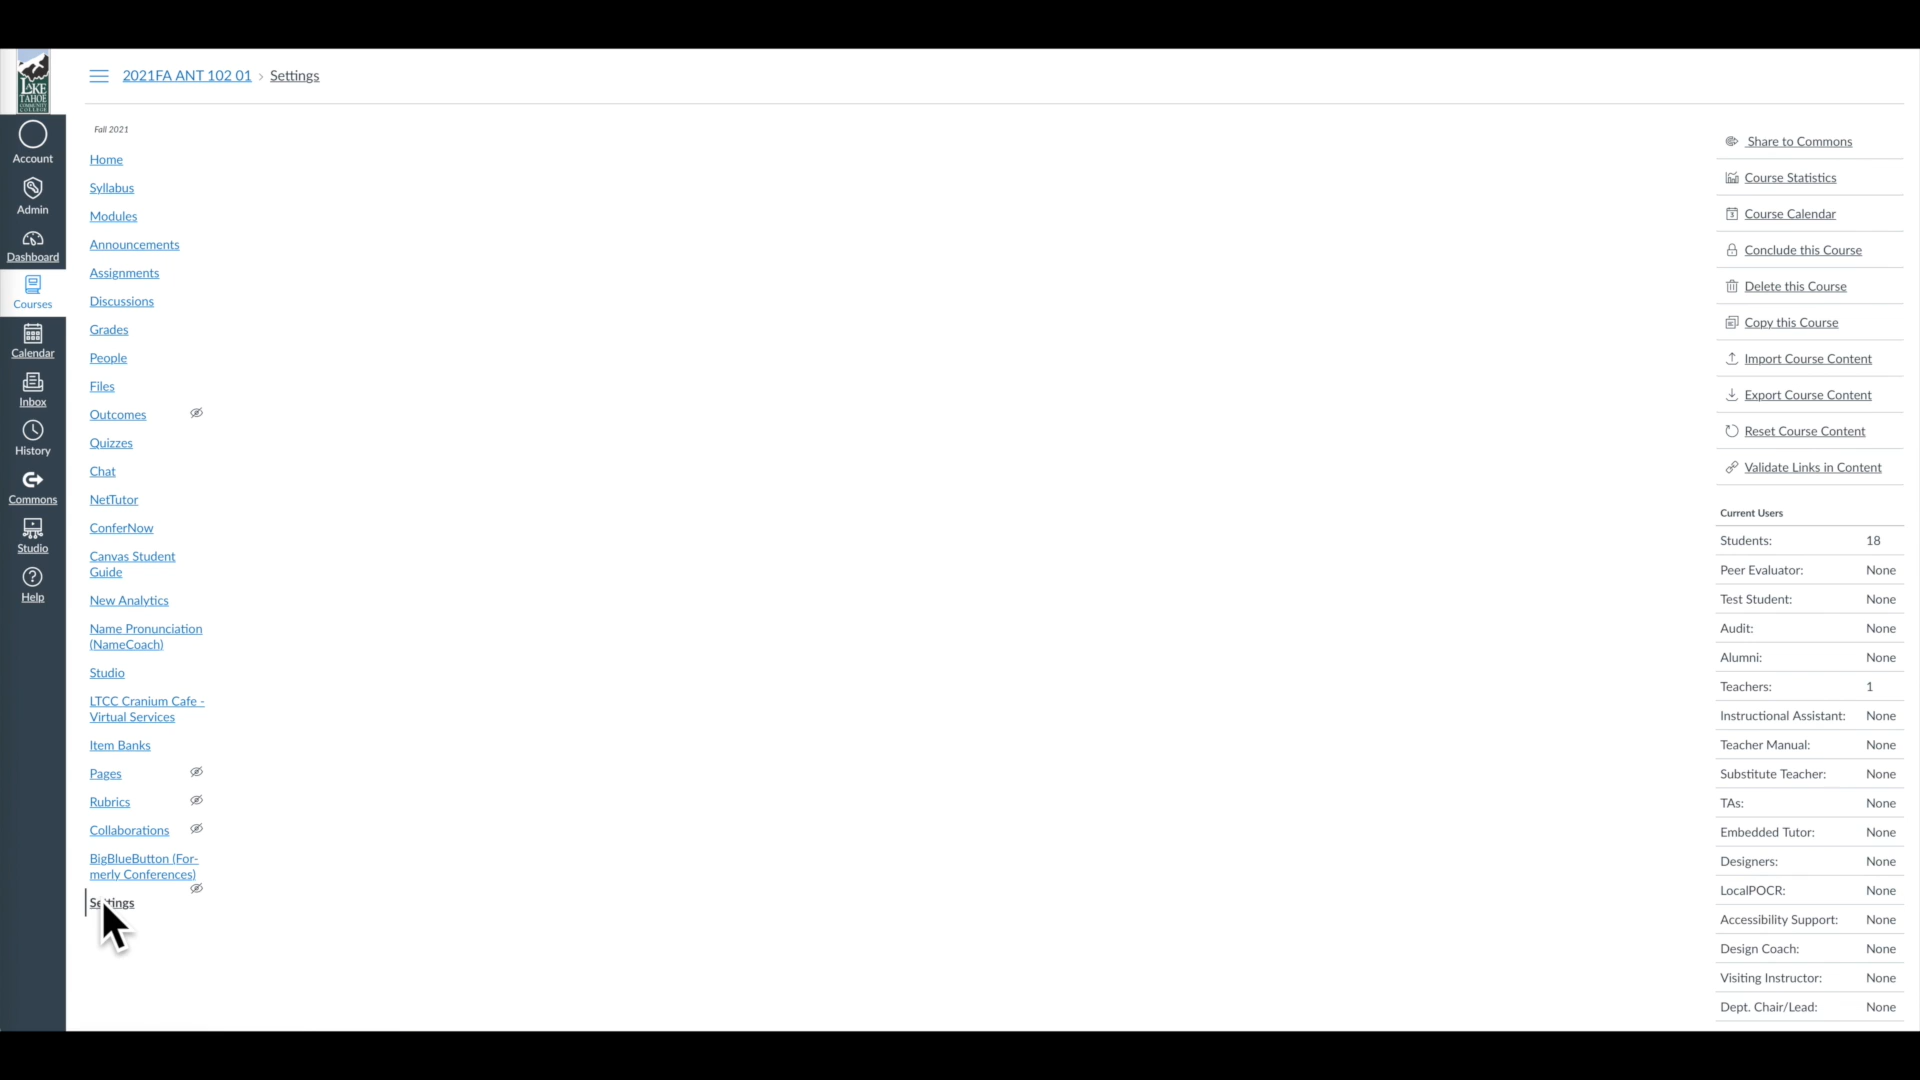 LAKE
TAHOE
COMMUNITY
COLLEGE
2021FA ANT 102 01 › Settings
Account
Admin
Dashboard
Courses
Calendar
Inbox
History
Commons
Studio
Help
Fall 2021
Home
Syllabus
Modules
Announcements
Assignments
Discussions
Grades
People
Files
Outcomes
Quizzes
Chat
NetTutor
ConferNow
Canvas Student
Guide
New Analytics
Name Pronunciation
(NameCoach)
Studio
LTCC Cranium Cafe -
Virtual Services
Item Banks
Pages
Rubrics
Collaborations
BigBlueButton (For-
merly Conferences)
Settings
Share to Commons
Course Statistics
Course Calendar
Conclude this Course
Delete this Course
Copy this Course
Import Course Content
Export Course Content
Reset Course Content
Validate Links in Content
Current Users
Students: 18
Peer Evaluator: None
Test Student: None
Audit: None
Alumni: None
Teachers: 1
Instructional Assistant: None
Teacher Manual: None
Substitute Teacher: None
TAs: None
Embedded Tutor: None
Designers: None
LocalPOCR: None
Accessibility Support: None
Design Coach: None
Visiting Instructor: None
Dept. Chair/Lead: None